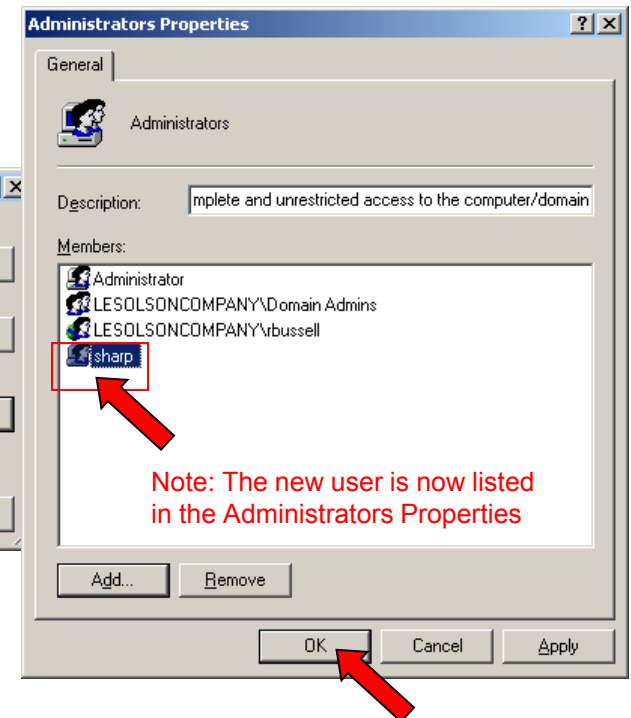 Administrators Properties
General
Administrators
Description:
mplete and unrestricted access to the computer/domain
Members:
Administrator
LESOLSONCOMPANY\Domain Admins
LESOLSONCOMPANY\rbussell
sharp
Note: The new user is now listed
in the Administrators Properties
Add...
Remove
OK
Cancel
Apply